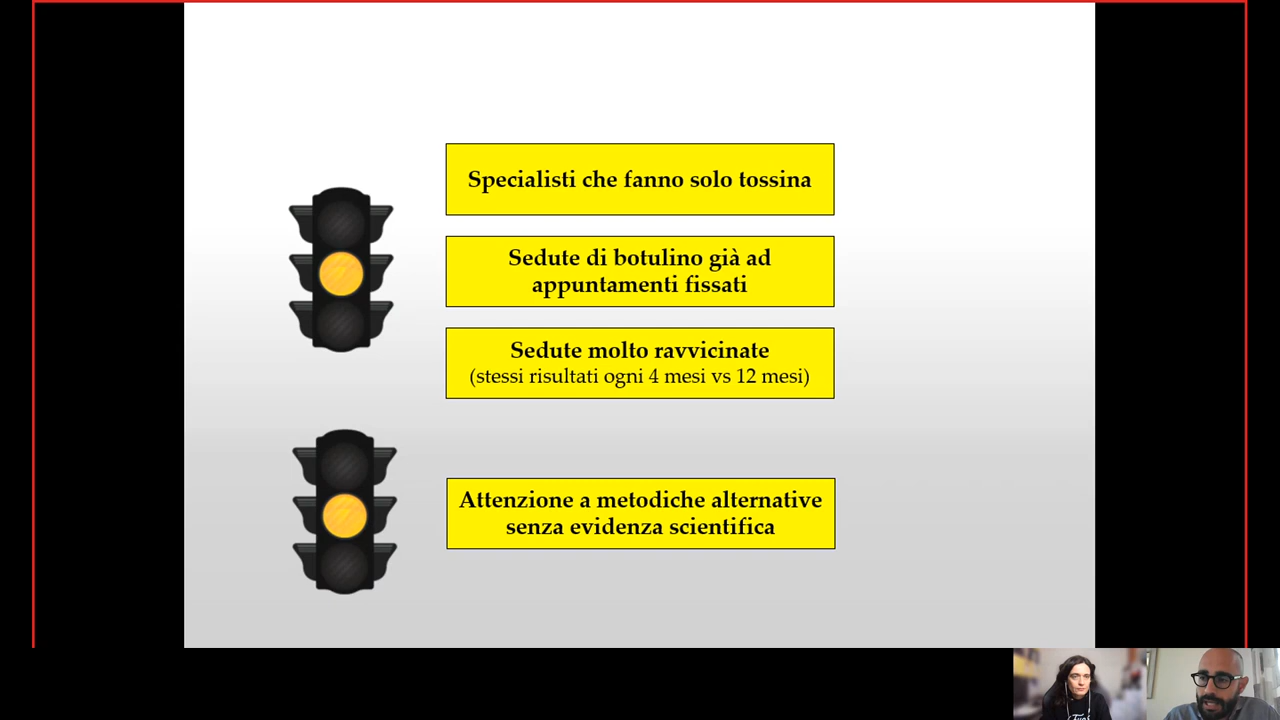 Specialisti che fanno solo tossina
Sedute di botulino già ad
appuntamenti fissati
Sedute molto ravvicinate
(stessi risultati ogni 4 mesi vs 12 mesi)
Attenzione a metodiche alternative
senza evidenza scientifica